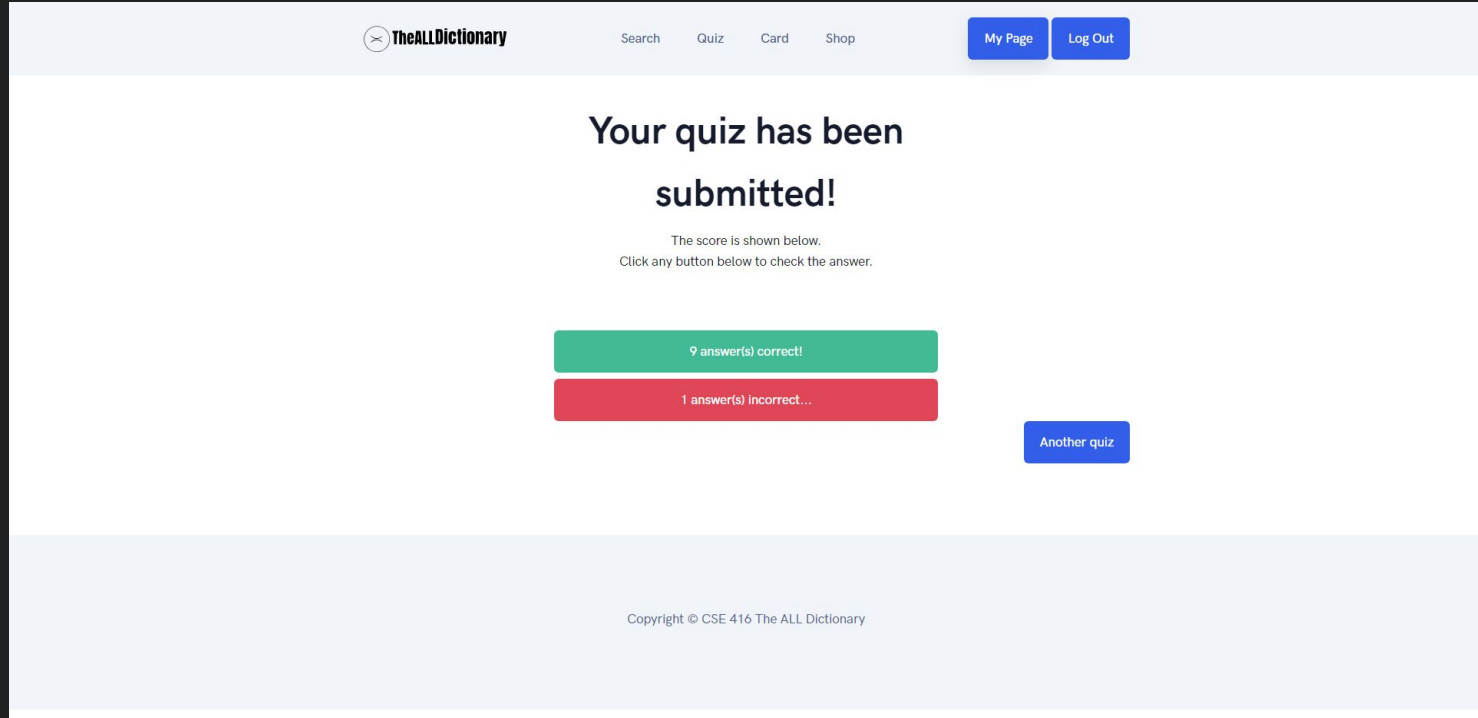 TheALLDictionary
Search Quiz Card Shop
My Page Log Out
Your quiz has been
submitted!
The score is shown below.
Click any button below to check the answer.
9 answer(s) correct!
1 answer(s) incorrect...
Another quiz
Copyright © CSE 416 The ALL Dictionary